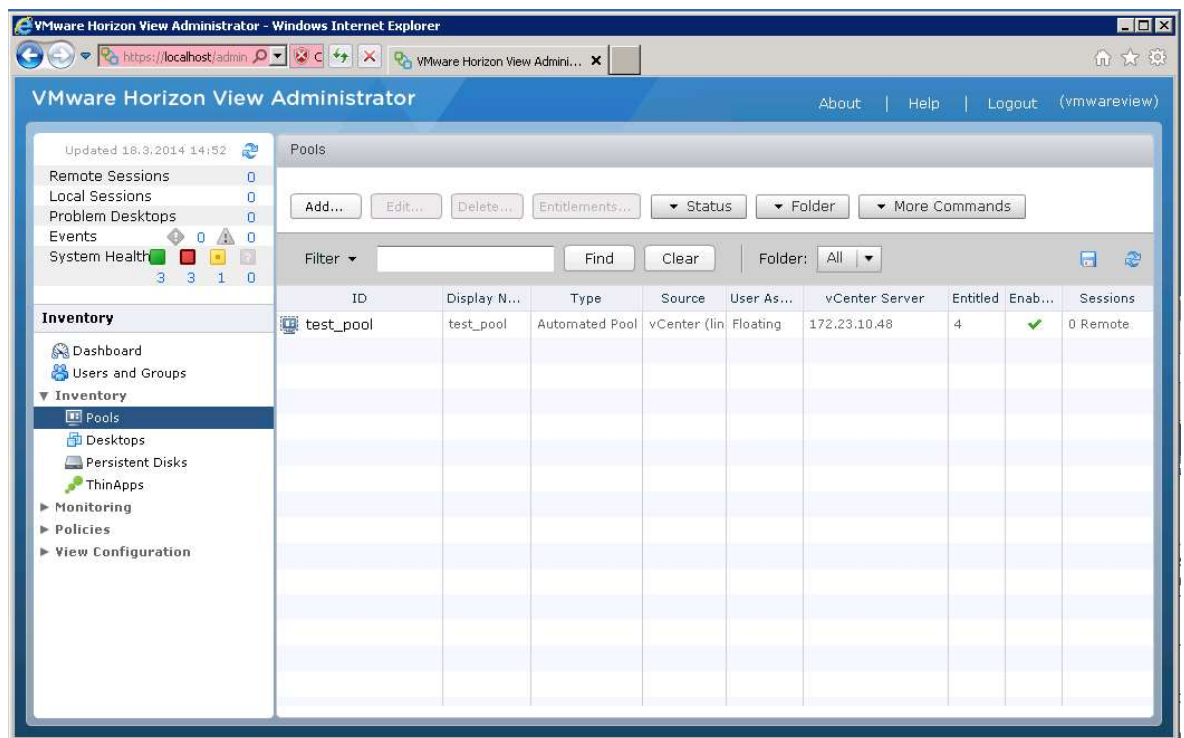 VMware Horizon View Administrator - Windows Internet Explorer
https://localhost/admin C VMware Horizon View Admini...
VMware Horizon View Administrator
About | Help | Logout (vmwareview)
Updated 18.3.2014 14:52
Remote Sessions 0
Local Sessions 0
Problem Desktops 0
Events 0 0
System Health
3 3 1 0
Inventory
Dashboard
Users and Groups
Inventory
Pools
Desktops
Persistent Disks
ThinApps
Monitoring
Policies
View Configuration
Pools
Add... Edit... Delete... Entitlements... Status Folder More Commands
Filter Find Clear Folder: All
ID Display N... Type Source User As... vCenter Server Entitled Enab... Sessions
test_pool test_pool Automated Pool vCenter (lin Floating 172.23.10.48 4 0 Remote